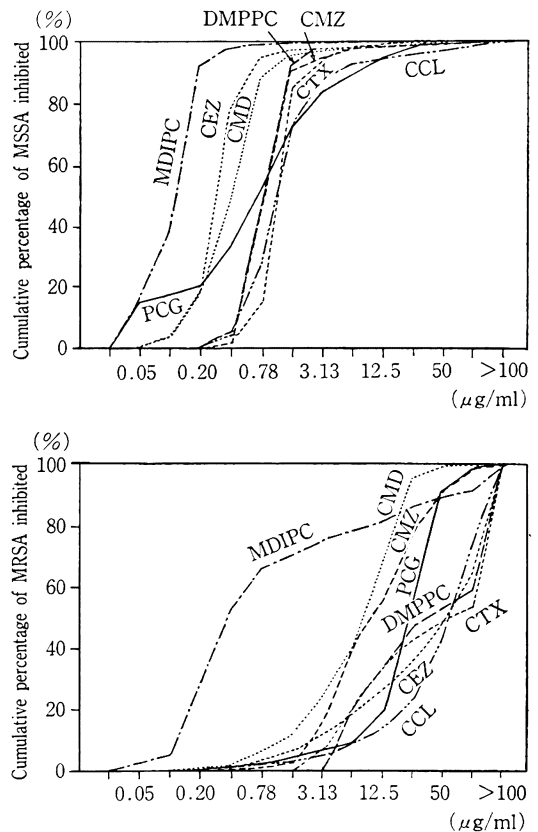 (%)
DMPPC CMZ
100
80
60
40
20
0
Cumulative percentage of MSSA inhibited
MDIPC
CEZ
CMD
CTX
CCL
PCG
0.05 0.20 0.78 3.13 12.5 50 >100
(μg/ml)
(%)
100
80
60
40
20
0
Cumulative percentage of MRSA inhibited
MDIPC
CMD
CMZ
PCG
DMPPC
CTX
CEZ
CCL
0.05 0.20 0.78 3.13 12.5 50 >100
(μg/ml)